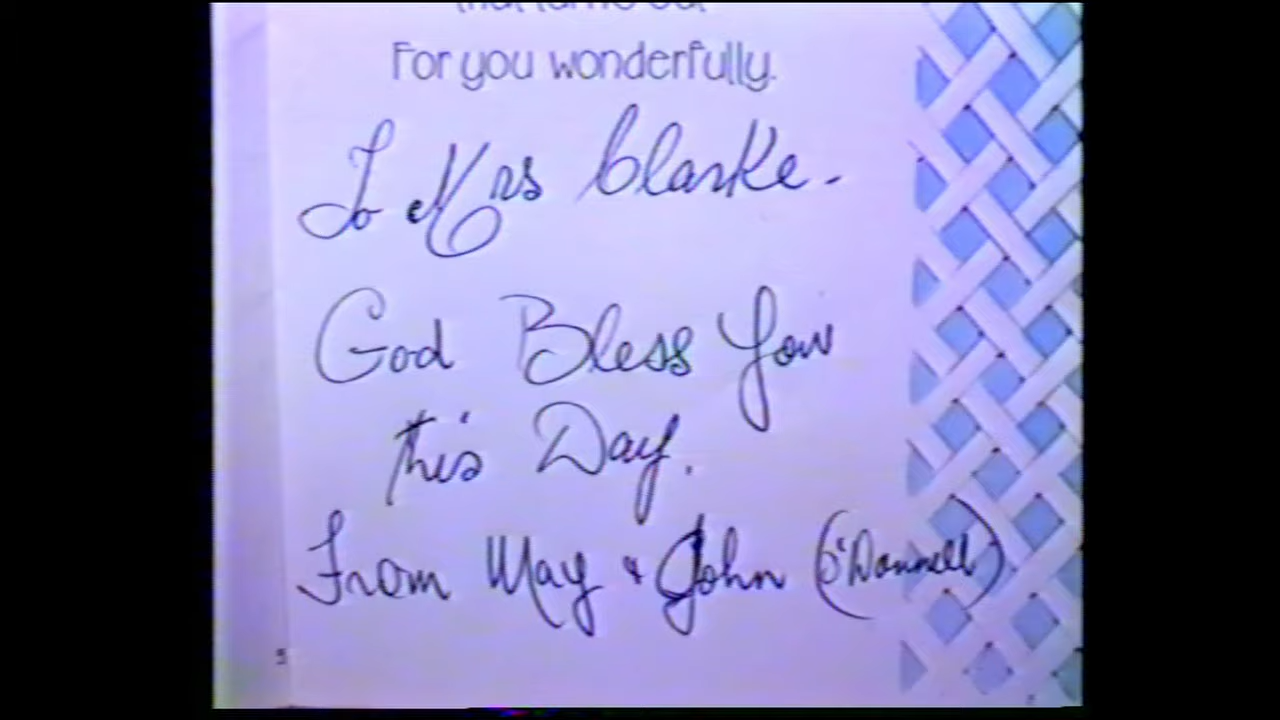 For you wonderfully.
To Mrs Clarke.
God Bless You
this Day.
From May & John (O'Donnell)